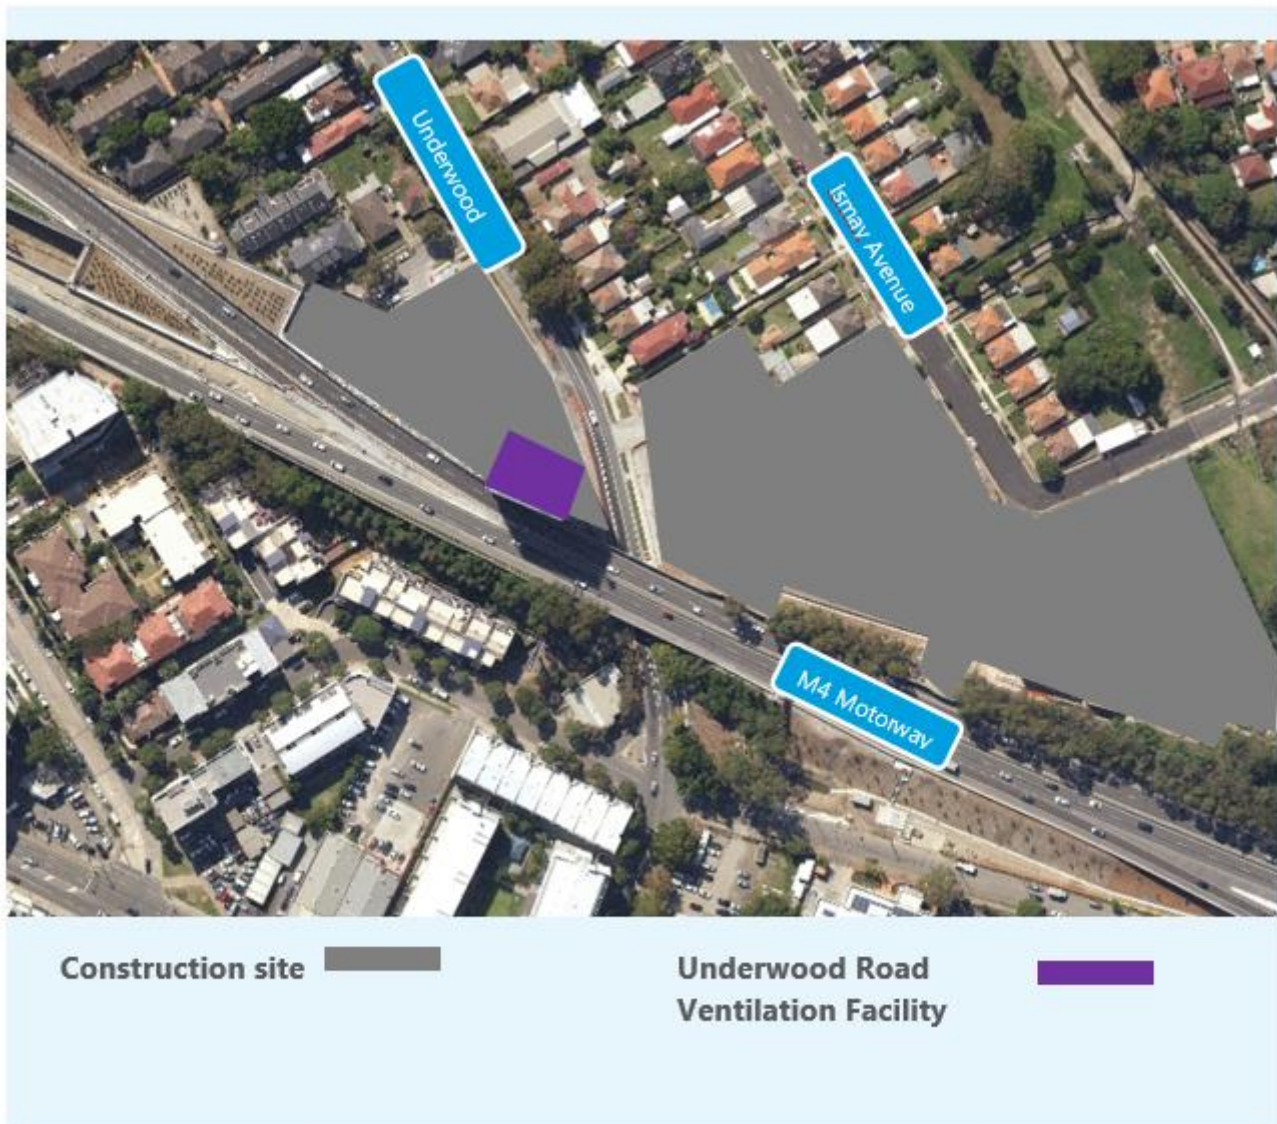 Underwood
Ismay Avenue
M4 Motorway
Construction site
Underwood Road
Ventilation Facility